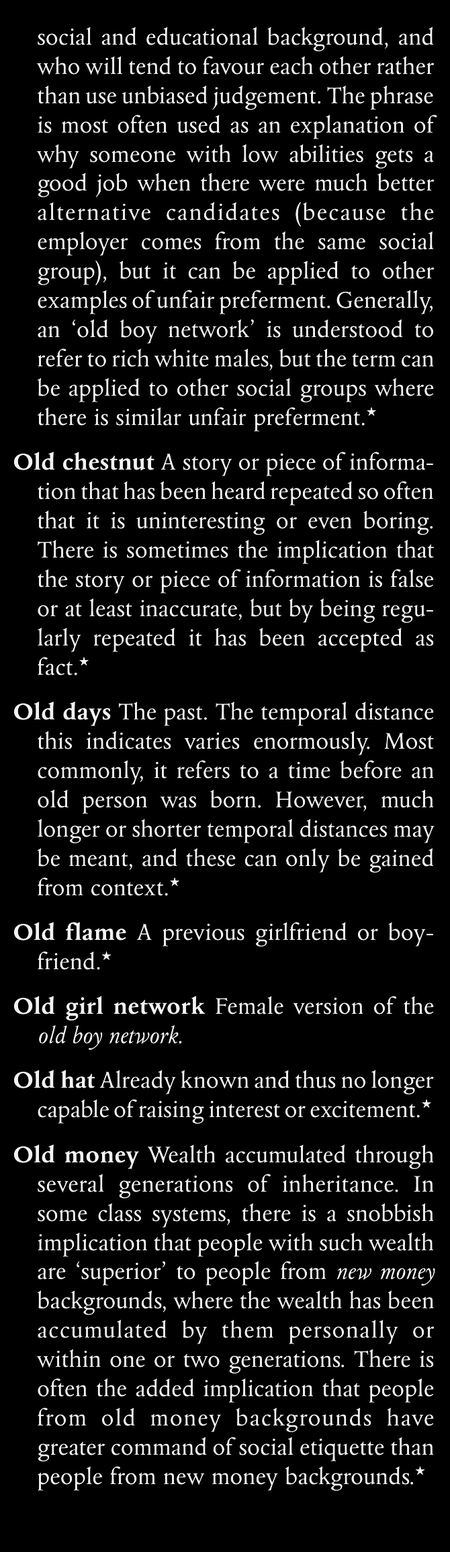 social and educational background, and
who will tend to favour each other rather
than use unbiased judgement. The phrase
is most often used as an explanation of
why someone with low abilities gets a
good job when there were much better
alternative candidates (because the
employer comes from the same social
group), but it can be applied to other
examples of unfair preferment. Generally,
an ‘old boy network’ is understood to
refer to rich white males, but the term can
be applied to other social groups where
there is similar unfair preferment.★
Old chestnut A story or piece of informa-
tion that has been heard repeated so often
that it is uninteresting or even boring.
There is sometimes the implication that
the story or piece of information is false
or at least inaccurate, but by being regu-
larly repeated it has been accepted as
fact.★
Old days The past. The temporal distance
this indicates varies enormously. Most
commonly, it refers to a time before an
old person was born. However, much
longer or shorter temporal distances may
be meant, and these can only be gained
from context.★
Old flame A previous girlfriend or boy-
friend.★
Old girl network Female version of the
old boy network.
Old hat Already known and thus no longer
capable of raising interest or excitement.★
Old money Wealth accumulated through
several generations of inheritance. In
some class systems, there is a snobbish
implication that people with such wealth
are ‘superior’ to people from new money
backgrounds, where the wealth has been
accumulated by them personally or
within one or two generations. There is
often the added implication that people
from old money backgrounds have
greater command of social etiquette than
people from new money backgrounds.★